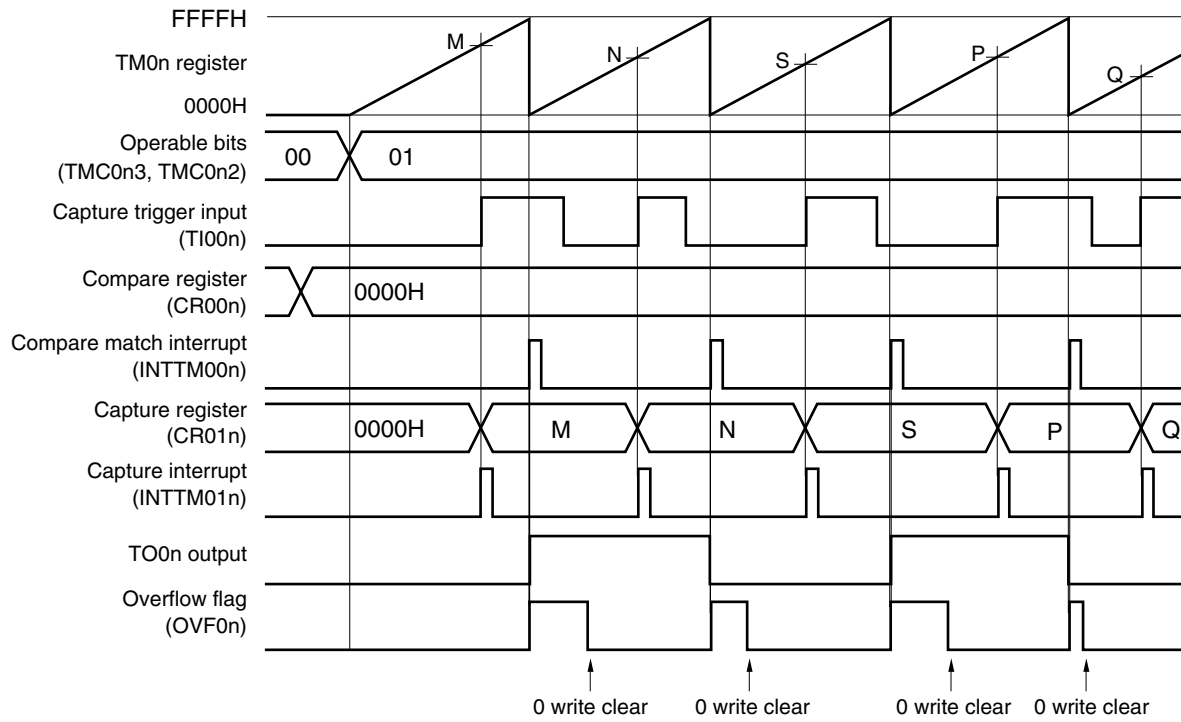 FFFFH
TM0n register
0000H
M N S P Q
Operable bits
(TMC0n3, TMC0n2)
00 01
Capture trigger input
(TI00n)
Compare register
(CR00n)
0000H
Compare match interrupt
(INTTM00n)
Capture register
(CR01n)
0000H M N S P Q
Capture interrupt
(INTTM01n)
TO0n output
Overflow flag
(OVF0n)
0 write clear 0 write clear 0 write clear 0 write clear